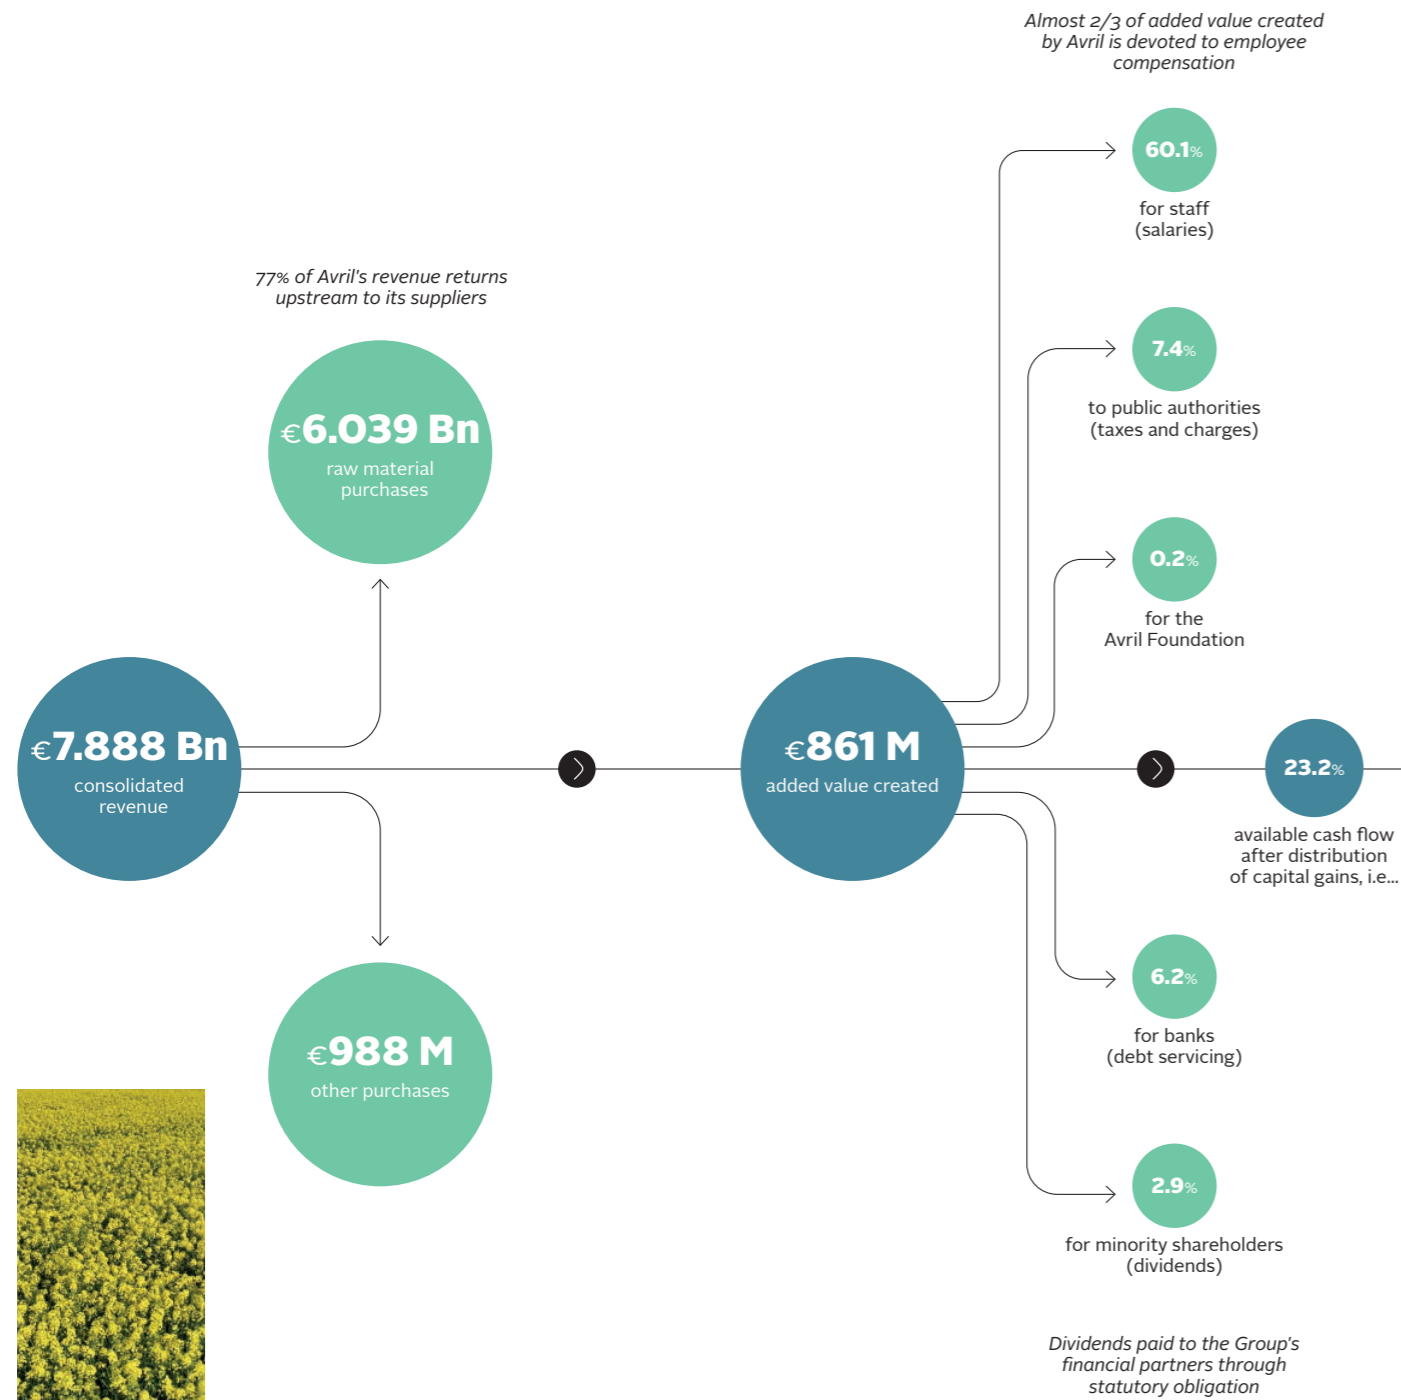 Almost 2/3 of added value created
by Avril is devoted to employee
compensation
60.1%
for staff
(salaries)
77% of Avril's revenue returns
upstream to its suppliers
€6.039 Bn
raw material
purchases
7.4%
to public authorities
(taxes and charges)
0.2%
for the
Avril Foundation
€7.888 Bn
consolidated
revenue
€861 M
added value created
23.2%
available cash flow
after distribution
of capital gains, i.e...
€988 M
other purchases
6.2%
for banks
(debt servicing)
2.9%
for minority shareholders
(dividends)
Dividends paid to the Group's
financial partners through
statutory obligation